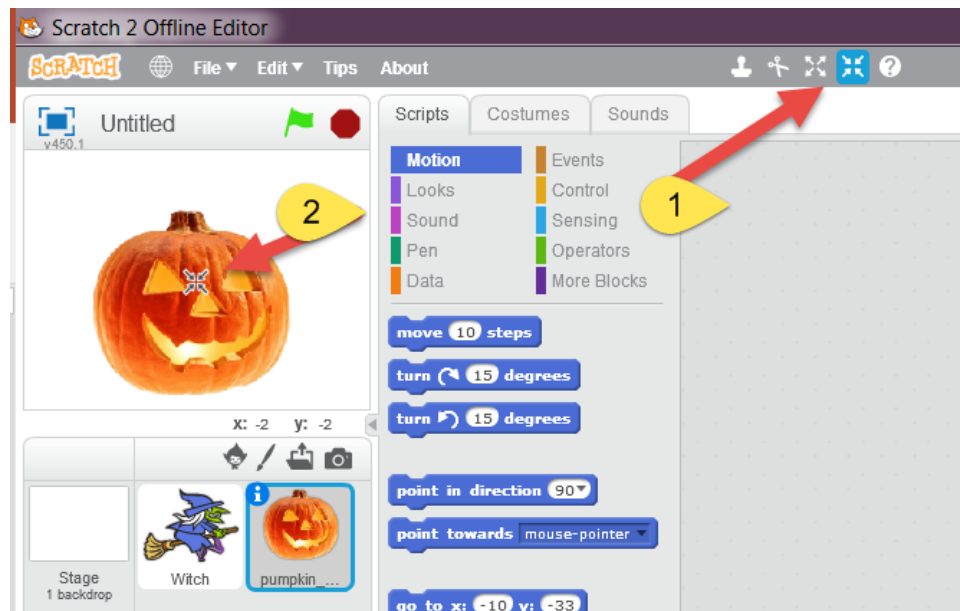 Scratch 2 Offline Editor
SCRATCH File Edit Tips About
Untitled
v450.1
Scripts Costumes Sounds
Motion Events
Looks Control
Sound Sensing
Pen Operators
Data More Blocks
1
2
move 10 steps
turn 15 degrees
turn 15 degrees
x: -2 y: -2
point in direction 90
point towards mouse-pointer
go to x: -10 y: -33
Stage
1 backdrop
Witch
pumpkin_...